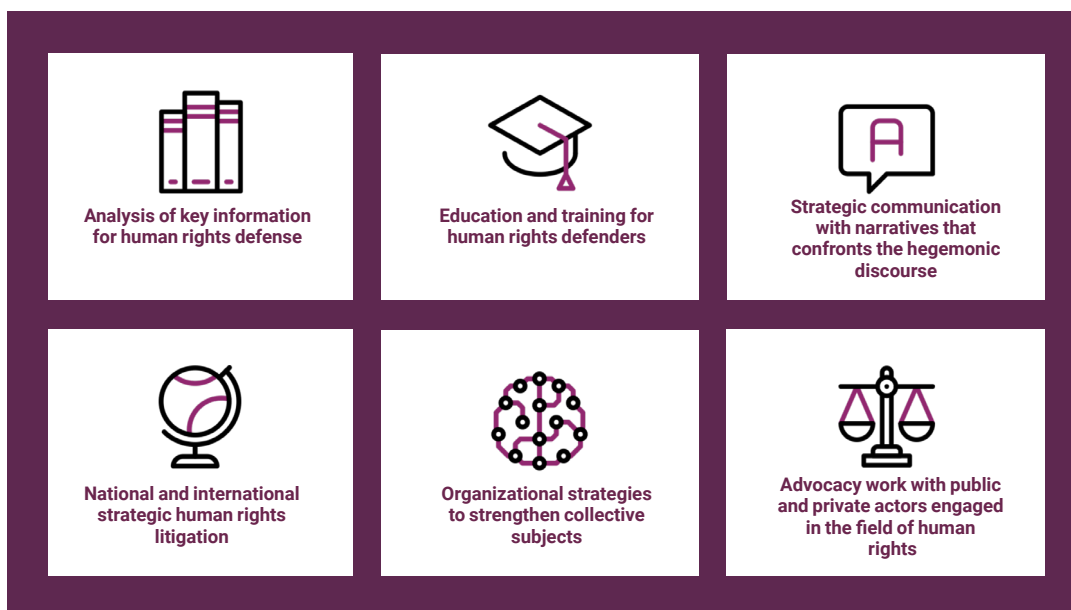 Analysis of key information
for human rights defense
Education and training for
human rights defenders
A
Strategic communication
with narratives that
confronts the hegemonic
discourse
National and international
strategic human rights
litigation
Organizational strategies
to strengthen collective
subjects
Advocacy work with public
and private actors engaged
in the field of human
rights